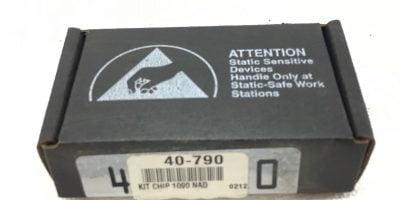 ATTENTION
Static Sensitive
Devices
Handle Only at
Static-Safe Work
Stations
40-790
4
0
KIT CHIP 1090 NAD
0212